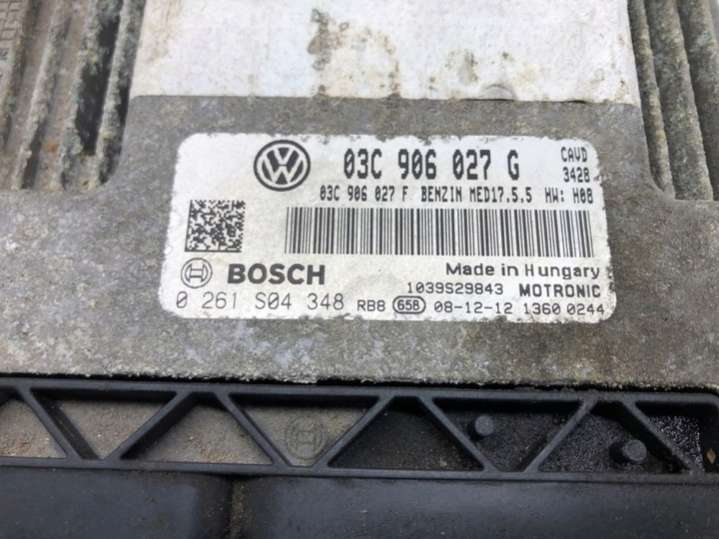 03C 906 027 G CAVD
3428
03C 906 027 F BENZIN MED17.5.5 HW: H08
BOSCH Made in Hungary
1039S29843 MOTRONIC
0 261 S04 348 RB8 658 08-12-12 1360 0244